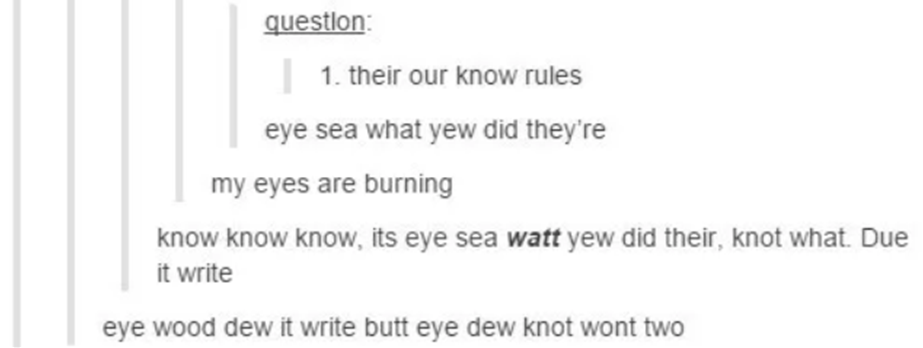 questlon:
1. their our know rules
eye sea what yew did they're
my eyes are burning
know know know, its eye sea watt yew did their, knot what. Due
it write
eye wood dew it write butt eye dew knot wont two